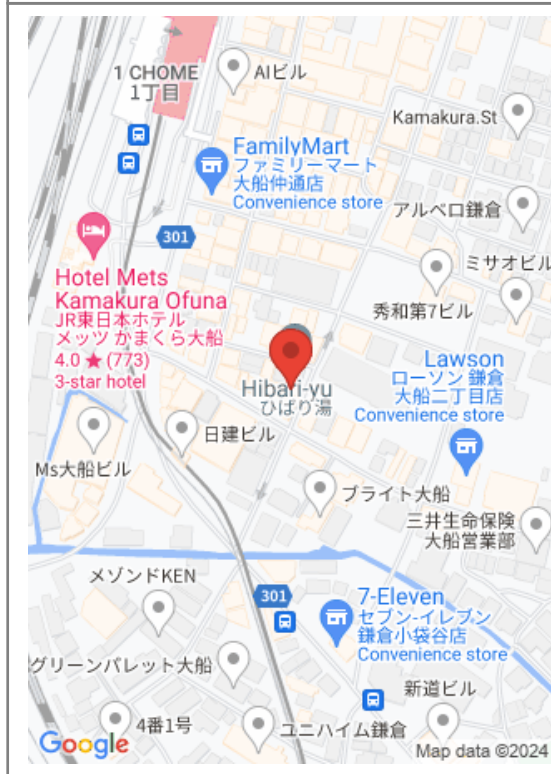 1 CHOME
1丁目
AIビル
Kamakura.St
FamilyMart
ファミリーマート
大船仲通店
Convenience store
アルベロ鎌倉
301
ミサオビル
Hotel Mets
Kamakura Ofuna
JR東日本ホテル
メッツ かまくら大船
4.0 ★ (773)
3-star hotel
秀和第7ビル
Hibari-yu
ひばり湯
Lawson
ローソン 鎌倉
大船二丁目店
Convenience store
日建ビル
Ms大船ビル
ブライト大船
三井生命保険
大船営業部
メゾンドKEN
301
7-Eleven
セブン-イレブン
鎌倉小袋谷店
Convenience store
グリーンパレット大船
新道ビル
4番1号
ユニハイム鎌倉
Google
Map data ©2024